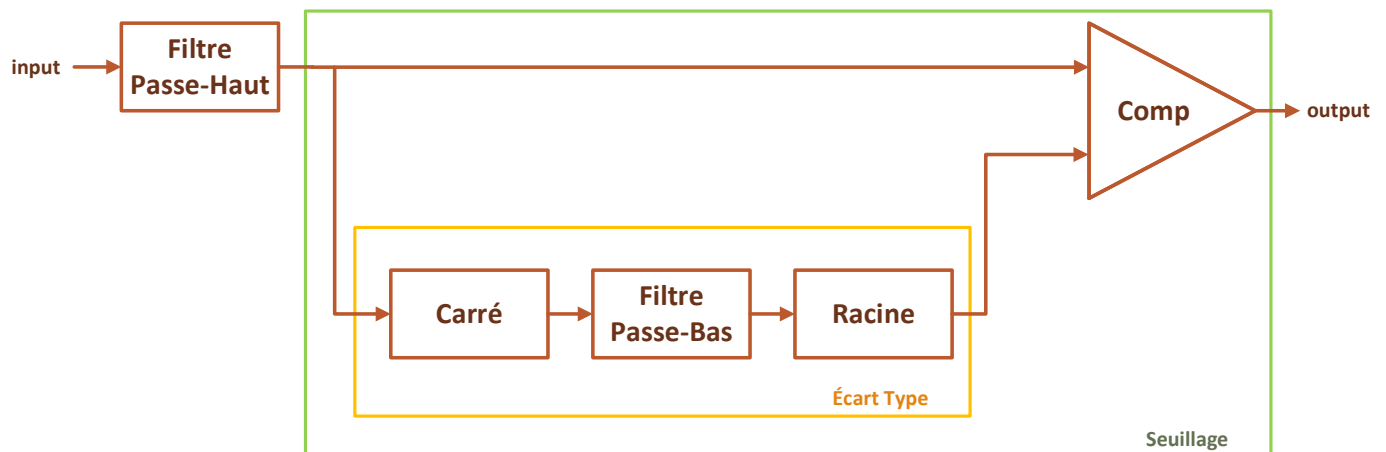 input
Filtre
Passe-Haut
Comp
output
Carré
Filtre
Passe-Bas
Racine
Écart Type
Seuillage